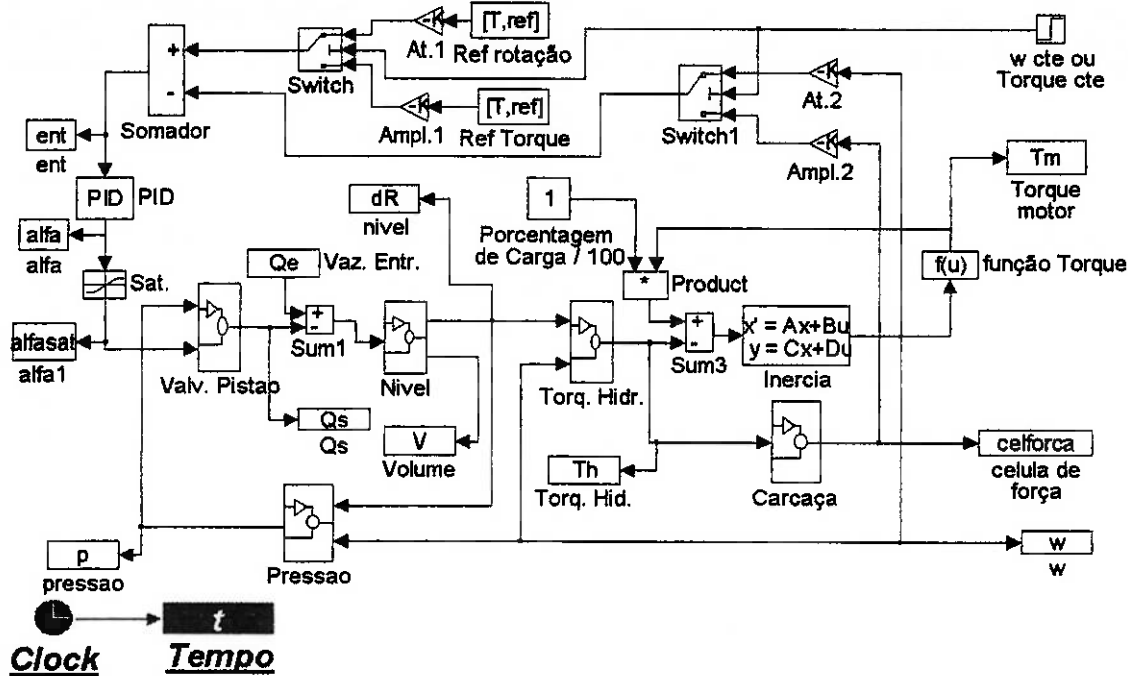 [T,ref]
At.1
Ref rotação
Switch
+
-
Somador
-K
-K
[T,ref]
Ampl.1
Ref Torque
Switch1
-K
At.2
-K
Ampl.2
w cte ou
Torque cte
ent
ent
PID
PID
alfa
alfa
Sat.
alfasat
alfa1
Valv. Pistao
dR
nivel
Qe
Vaz. Entr.
+
-
Sum1
Nivel
Qs
Qs
V
Volume
1
Porcentagem
de Carga / 100
*
Product
Tm
Torque
motor
f(u)
função Torque
+
-
Sum3
x' = Ax+Bu
y = Cx+Du
Inercia
Torq. Hidr.
Th
Torq. Hid.
Carcaça
celforca
celula de
força
Pressao
p
pressao
w
w
t
Clock
Tempo